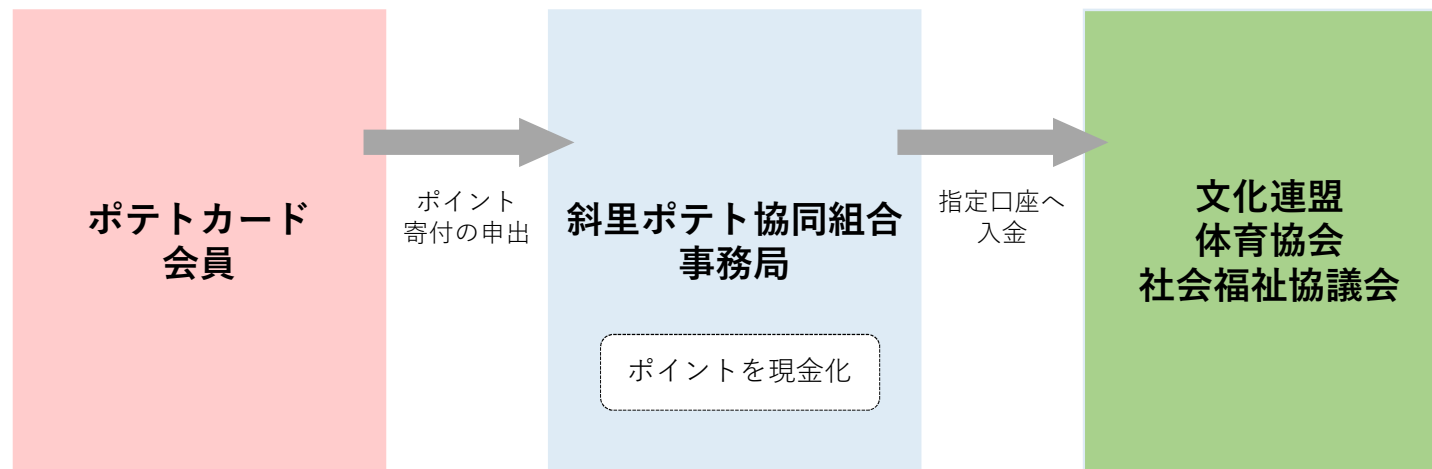 ポテトカード
会員
ポイント
寄付の申出
斜里ポテト協同組合
事務局
ポイントを現金化
指定口座へ
入金
文化連盟
体育協会
社会福祉協議会